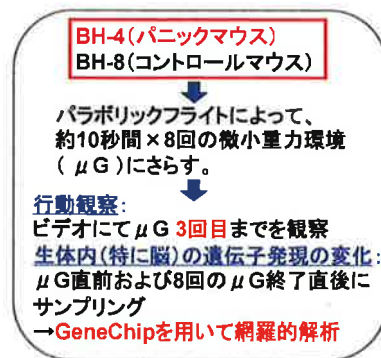 BH-4(パニックマウス)
BH-8(コントロールマウス)
パラボリックフライトによって、
約10秒間×8回の微小重力環境
( μG )にさらす。
行動観察:
ビデオにてμG 3回目までを観察
生体内(特に脳)の遺伝子発現の変化:
μG直前および8回のμG終了直後に
サンプリング
→GeneChipを用いて網羅的解析